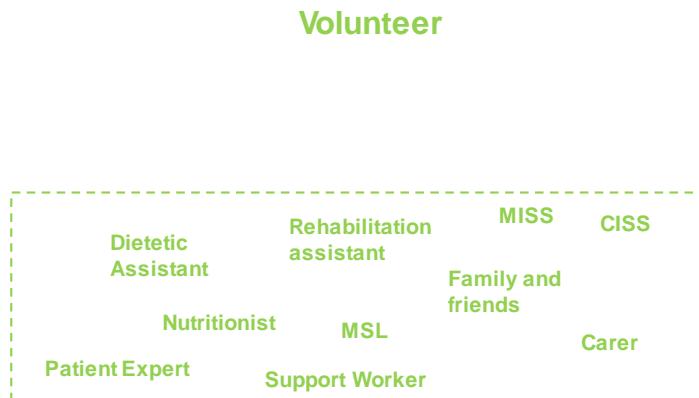 Volunteer
MISS
CISS
Rehabilitation
assistant
Dietetic
Assistant
Family and
friends
Nutritionist
MSL
Carer
Patient Expert
Support Worker